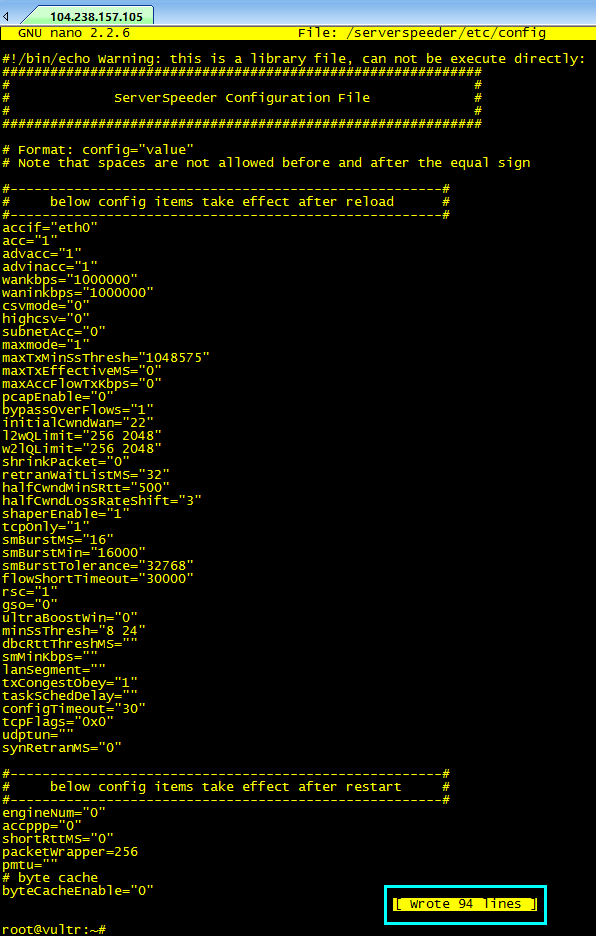 104.238.157.105
GNU nano 2.2.6 File: /serverspeeder/etc/config
#!/bin/echo Warning: this is a library file, can not be execute directly:
###########################################################
# #
# ServerSpeeder Configuration File #
# #
###########################################################
# Format: config="value"
# Note that spaces are not allowed before and after the equal sign
#------------------------------------------------------#
# below config items take effect after reload #
#------------------------------------------------------#
accif="eth0"
acc="1"
advacc="1"
advinacc="1"
wankbps="1000000"
waninkbps="1000000"
csvmode="0"
highcsv="0"
subnetAcc="0"
maxmode="1"
maxTxMinSsThresh="1048575"
maxTxEffectiveMS="0"
maxAccFlowTxKbps="0"
pcapEnable="0"
bypassOverFlows="1"
initialCwndWan="22"
l2wQLimit="256 2048"
w2lQLimit="256 2048"
shrinkPacket="0"
retranWaitListMS="32"
halfCwndMinSRtt="500"
halfCwndLossRateShift="3"
shaperEnable="1"
tcpOnly="1"
smBurstMS="16"
smBurstMin="16000"
smBurstTolerance="32768"
flowShortTimeout="30000"
rsc="1"
gso="0"
ultraBoostWin="0"
minSsThresh="8 24"
dbcRttThreshMS=""
smMinKbps=""
lanSegment=""
txCongestObey="1"
taskSchedDelay=""
configTimeout="30"
tcpFlags="0x0"
udptun=""
synRetranMS="0"
#------------------------------------------------------#
# below config items take effect after restart #
#------------------------------------------------------#
engineNum="0"
accppp="0"
shortRttMS="0"
packetWrapper=256
pmtu=""
# byte cache
byteCacheEnable="0"
[ Wrote 94 lines ]
root@vultr:~#